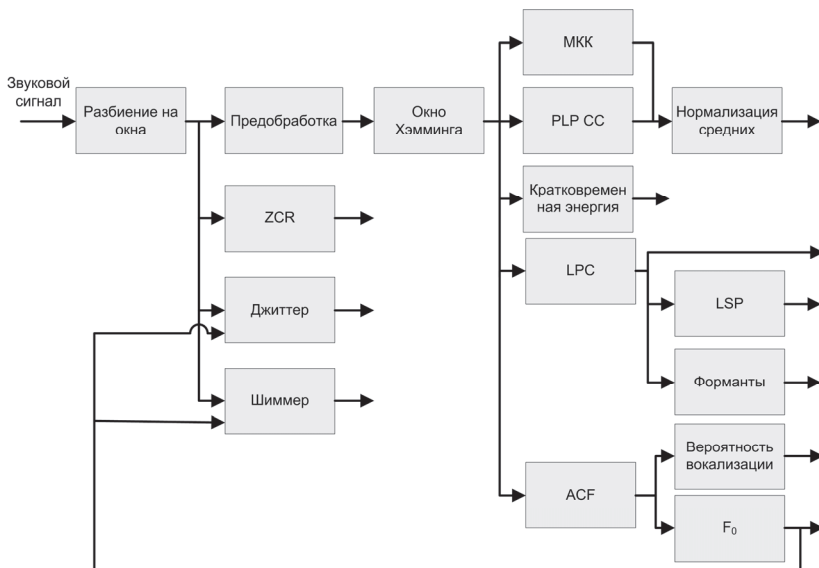 Звуковой
сигнал
Разбиение на
окна
Предобработка
Окно
Хэмминга
МКК
PLP CC
Нормализация
средних
Кратковремен
ная энергия
ZCR
LPC
LSP
Джиттер
Форманты
Шиммер
Вероятность
вокализации
ACF
F₀